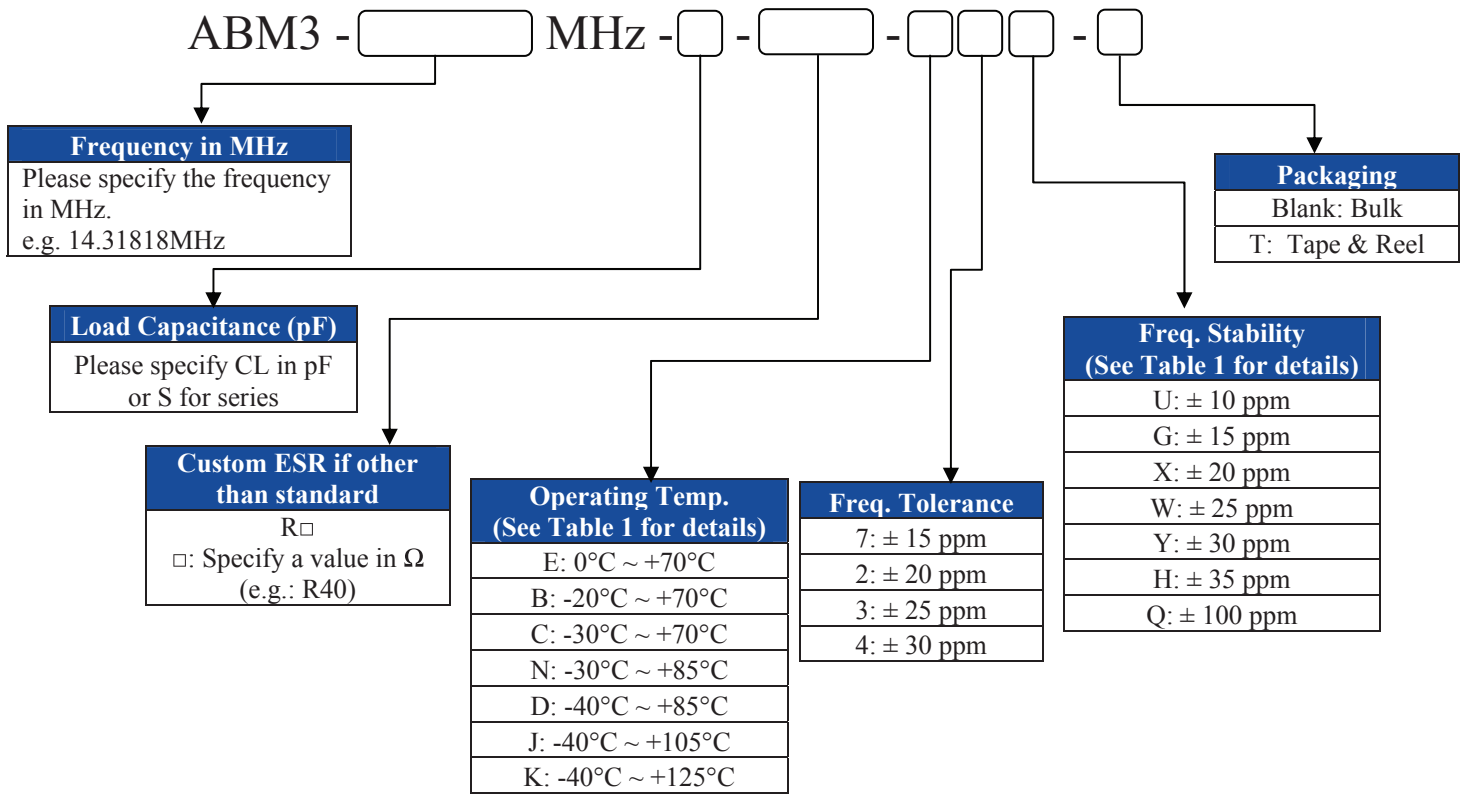 ABM3 - MHz - - - -
Frequency in MHz
Please specify the frequency
in MHz.
e.g. 14.31818MHz
Load Capacitance (pF)
Please specify CL in pF
or S for series
Custom ESR if other
than standard
R□
□: Specify a value in Ω
(e.g.: R40)
Operating Temp.
(See Table 1 for details)
E: 0°C ~ +70°C
B: -20°C ~ +70°C
C: -30°C ~ +70°C
N: -30°C ~ +85°C
D: -40°C ~ +85°C
J: -40°C ~ +105°C
K: -40°C ~ +125°C
Freq. Tolerance
7: ± 15 ppm
2: ± 20 ppm
3: ± 25 ppm
4: ± 30 ppm
Freq. Stability
(See Table 1 for details)
U: ± 10 ppm
G: ± 15 ppm
X: ± 20 ppm
W: ± 25 ppm
Y: ± 30 ppm
H: ± 35 ppm
Q: ± 100 ppm
Packaging
Blank: Bulk
T: Tape & Reel